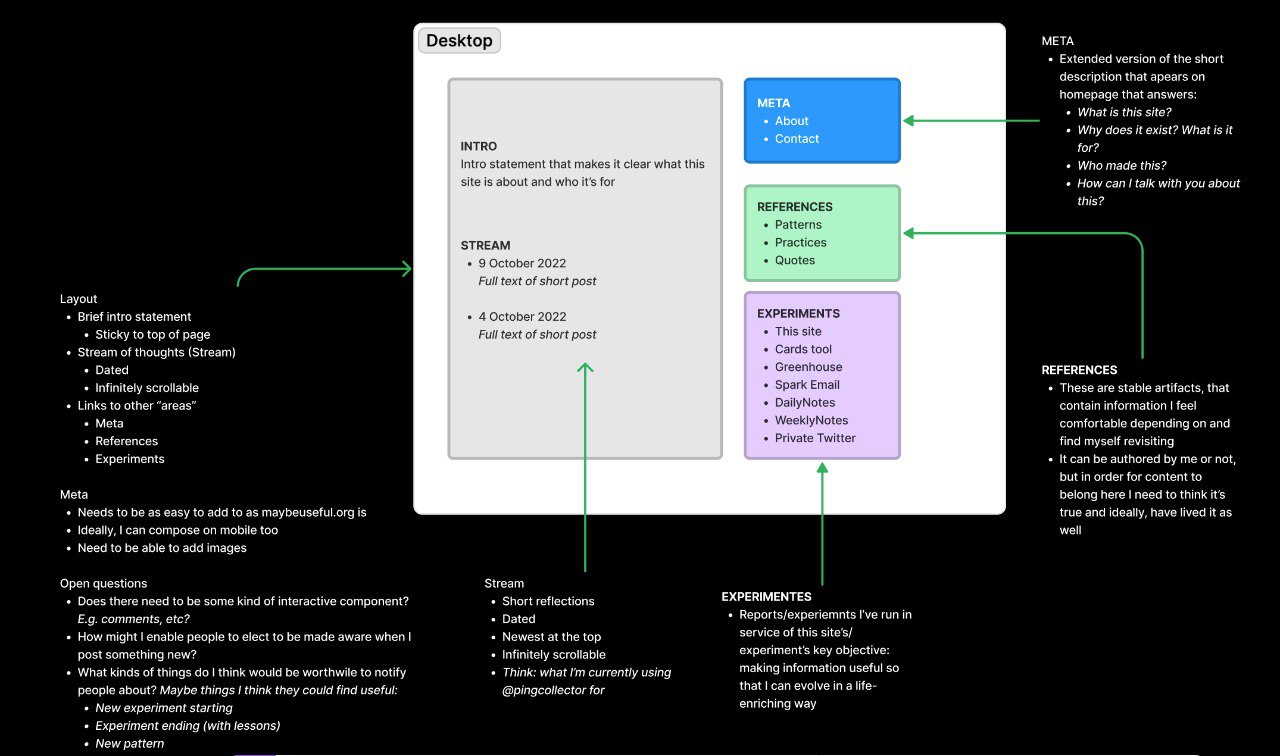 Desktop
INTRO
Intro statement that makes it clear what this
site is about and who it's for
STREAM
• 9 October 2022
Full text of short post
• 4 October 2022
Full text of short post
META
• About
• Contact
REFERENCES
• Patterns
• Practices
• Quotes
EXPERIMENTS
• This site
• Cards tool
• Greenhouse
• Spark Email
• DailyNotes
• WeeklyNotes
• Private Twitter
META
• Extended version of the short
description that apears on
homepage that answers:
• What is this site?
• Why does it exist? What is it
for?
• Who made this?
• How can I talk with you about
this?
REFERENCES
• These are stable artifacts, that
contain information I feel
comfortable depending on and
find myself revisiting
• It can be authored by me or not,
but in order for content to
belong here I need to think it's
true and ideally, have lived it as
well
Layout
• Brief intro statement
• Sticky to top of page
• Stream of thoughts (Stream)
• Dated
• Infinitely scrollable
• Links to other “areas”
• Meta
• References
• Experiments
Meta
• Needs to be as easy to add to as maybeuseful.org is
• Ideally, I can compose on mobile too
• Need to be able to add images
Open questions
• Does there need to be some kind of interactive component?
E.g. comments, etc?
• How might I enable people to elect to be made aware when I
post something new?
• What kinds of things do I think would be worthwile to notify
people about? Maybe things I think they could find useful:
• New experiment starting
• Experiment ending (with lessons)
• New pattern
Stream
• Short reflections
• Dated
• Newest at the top
• Infinitely scrollable
• Think: what I'm currently using
@pingcollector for
EXPERIMENTES
• Reports/experiemnts I've run in
service of this site's/
experiment's key objective:
making information useful so
that I can evolve in a life-
enriching way